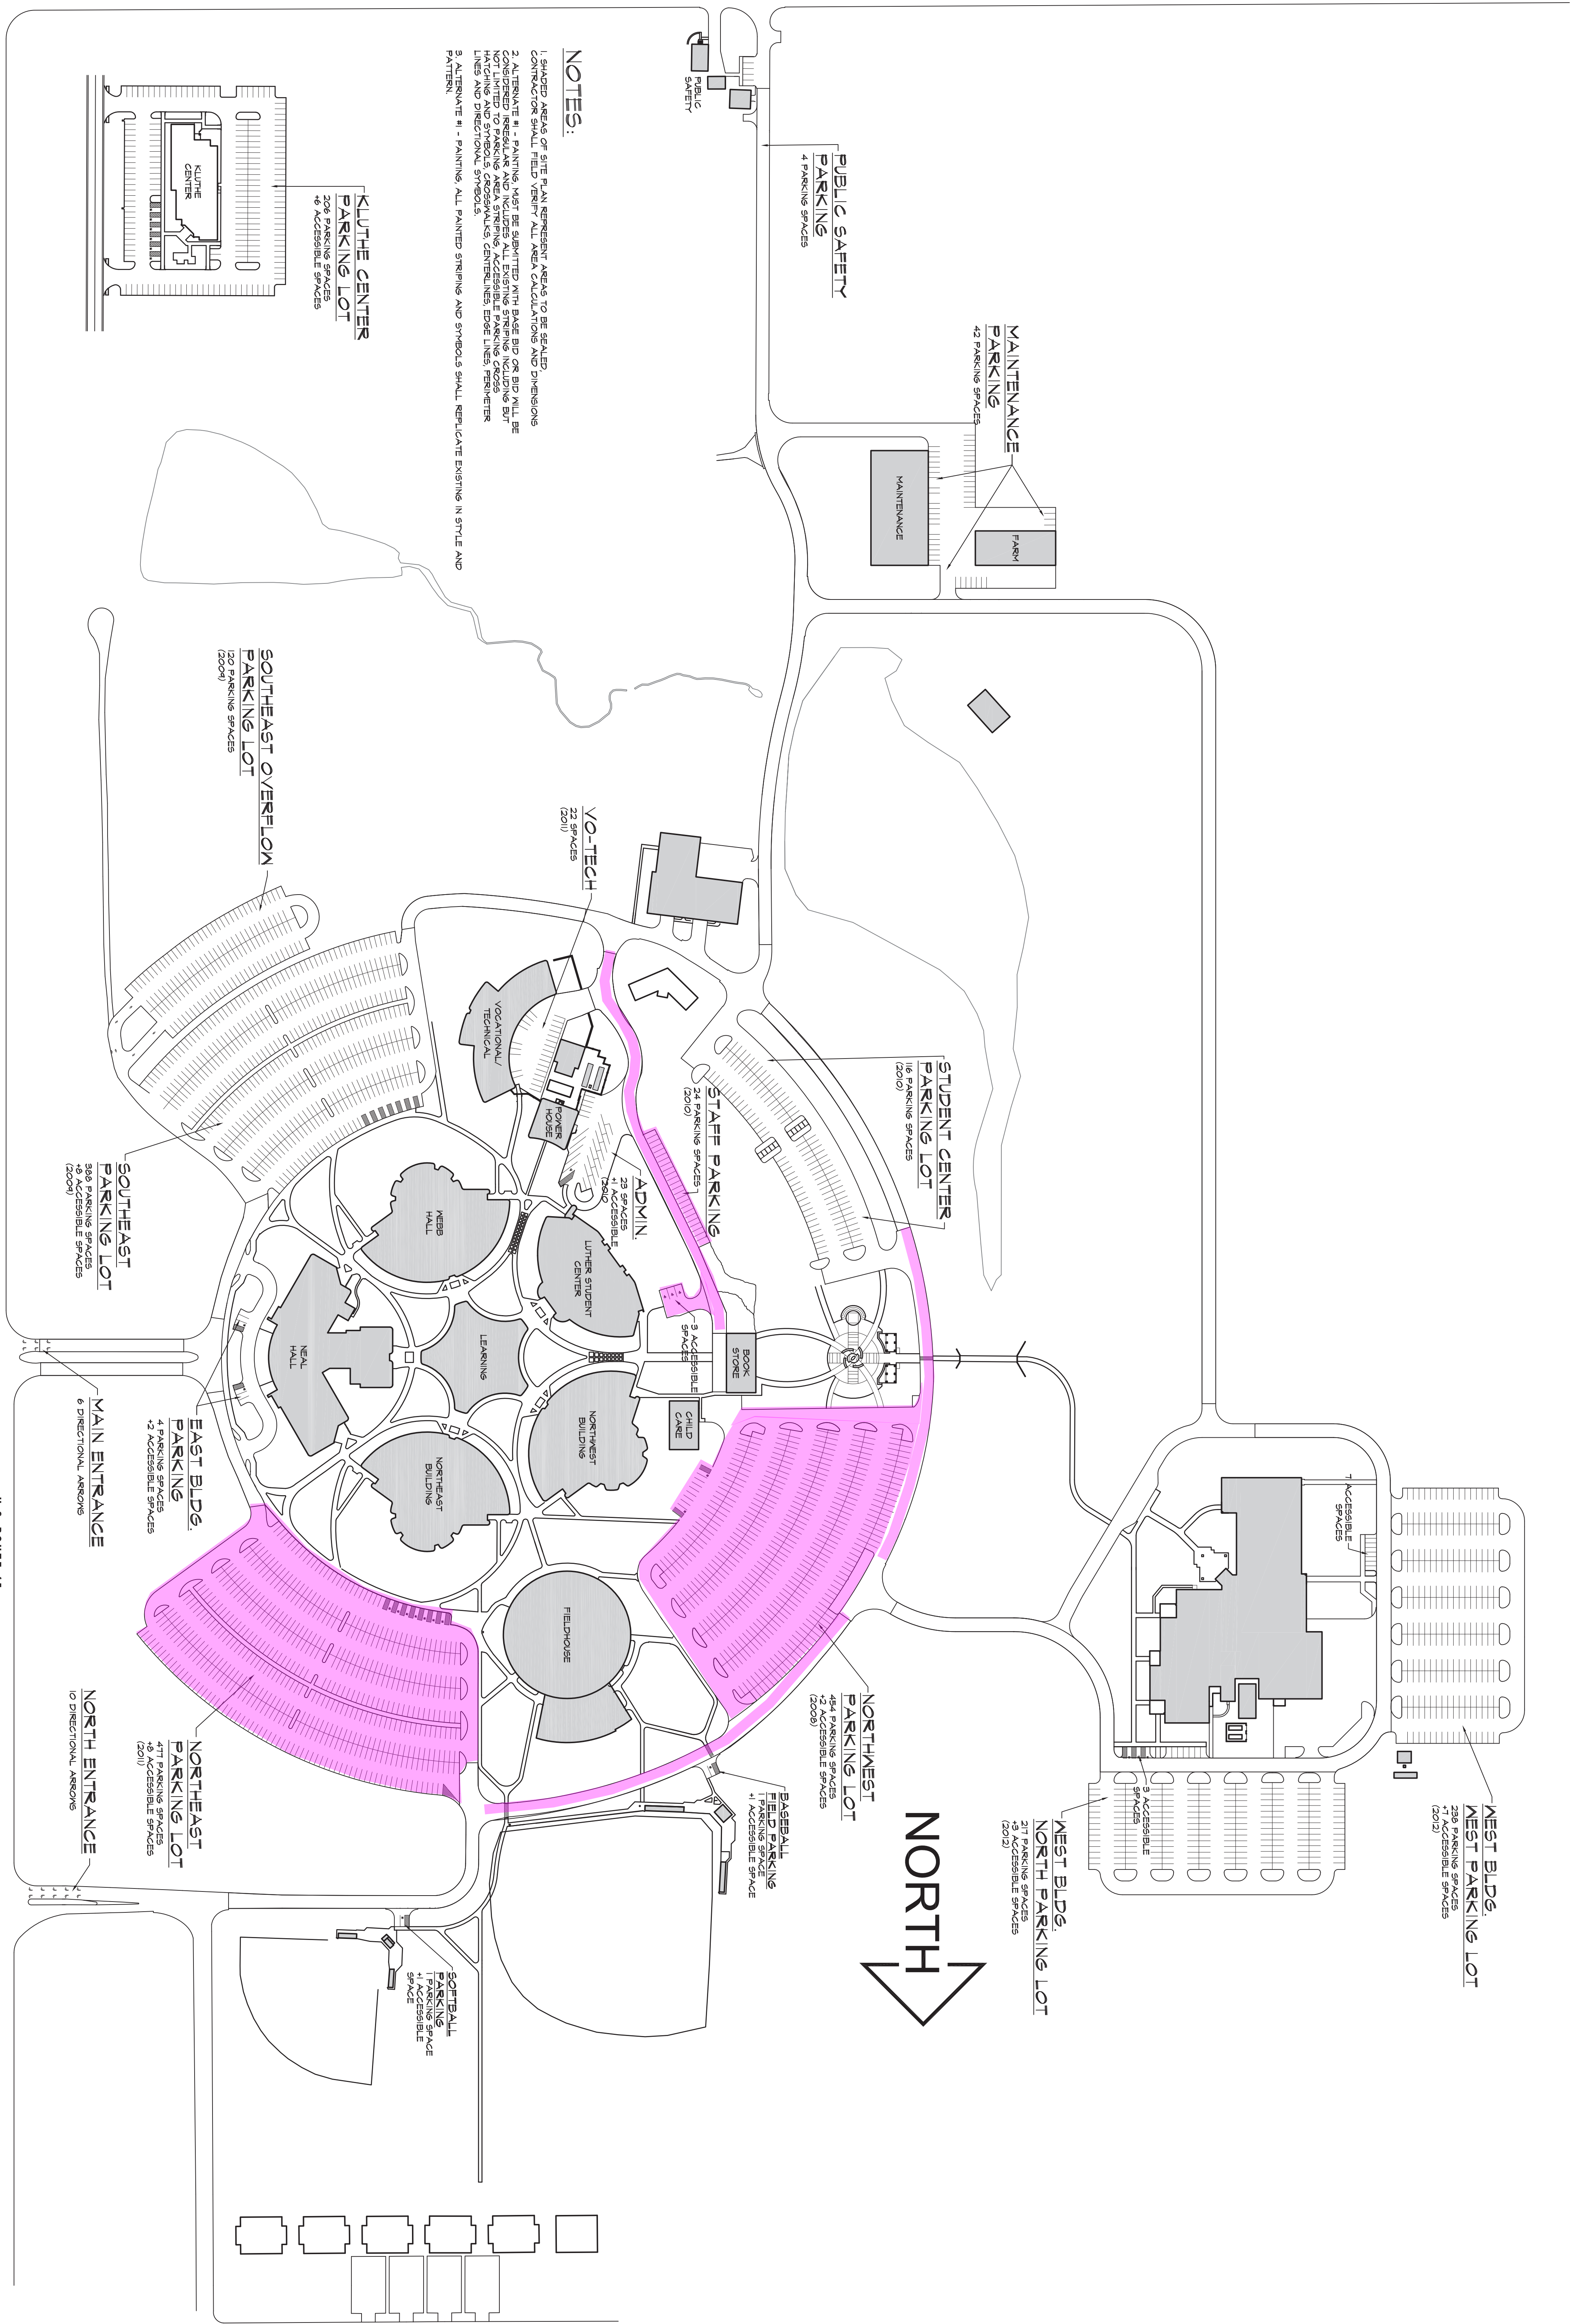 NOTES:
1. SHADED AREAS OF SITE PLAN REPRESENT AREAS TO BE SEALED.
CONTRACTOR SHALL FIELD VERIFY ALL AREA CALCULATIONS AND DIMENSIONS
2. ALTERNATE #1 - PAINTING, MUST BE SUBMITTED WITH BASE BID OR BID WILL BE
CONSIDERED IRREGULAR AND INCLUDES ALL EXISTING STRIPING INCLUDING BUT
NOT LIMITED TO PARKING AREA STRIPING, ACCESSIBLE PARKING CROSS
HATCHING AND SYMBOLS, CROSSWALKS, CENTERLINES, EDGE LINES, PERIMETER
LINES AND DIRECTIONAL SYMBOLS.
3. ALTERNATE #1 - PAINTING, ALL PAINTED STRIPING AND SYMBOLS SHALL REPLICATE EXISTING IN STYLE AND
PATTERN.
PUBLIC
SAFETY
PUBLIC SAFETY
PARKING
4 PARKING SPACES
MAINTENANCE
PARKING
42 PARKING SPACES
MAINTENANCE
FARM
KLUTHE CENTER
PARKING LOT
206 PARKING SPACES
+6 ACCESSIBLE SPACES
KLUTHE
CENTER
SOUTHEAST OVERFLOW
PARKING LOT
120 PARKING SPACES
(2009)
VO-TECH
22 SPACES
(2011)
VOCATIONAL/
TECHNICAL
POWER
HOUSE
ADMIN.
23 SPACES
+1 ACCESSIBLE
(2010)
STAFF PARKING
24 PARKING SPACES
(2010)
STUDENT CENTER
PARKING LOT
116 PARKING SPACES
(2010)
SOUTHEAST
PARKING LOT
388 PARKING SPACES
+8 ACCESSIBLE SPACES
(2009)
WEBB
HALL
LUTHER STUDENT
CENTER
3 ACCESSIBLE
SPACES
BOOK
STORE
LEARNING
NEAL
HALL
CHILD
CARE
NORTHWEST
BUILDING
NORTHEAST
BUILDING
FIELDHOUSE
EAST BLDG.
PARKING
4 PARKING SPACES
+2 ACCESSIBLE SPACES
MAIN ENTRANCE
6 DIRECTIONAL ARROWS
NORTH ENTRANCE
10 DIRECTIONAL ARROWS
NORTHEAST
PARKING LOT
477 PARKING SPACES
+8 ACCESSIBLE SPACES
(2011)
NORTHWEST
PARKING LOT
454 PARKING SPACES
+2 ACCESSIBLE SPACES
(2008)
BASEBALL
FIELD PARKING
1 PARKING SPACE
+1 ACCESSIBLE SPACE
SOFTBALL
PARKING
1 PARKING SPACE
+1 ACCESSIBLE
SPACE
NORTH
7 ACCESSIBLE
SPACES
3 ACCESSIBLE
SPACES
WEST BLDG.
NORTH PARKING LOT
217 PARKING SPACES
+3 ACCESSIBLE SPACES
(2012)
WEST BLDG.
WEST PARKING LOT
238 PARKING SPACES
+7 ACCESSIBLE SPACES
(2012)